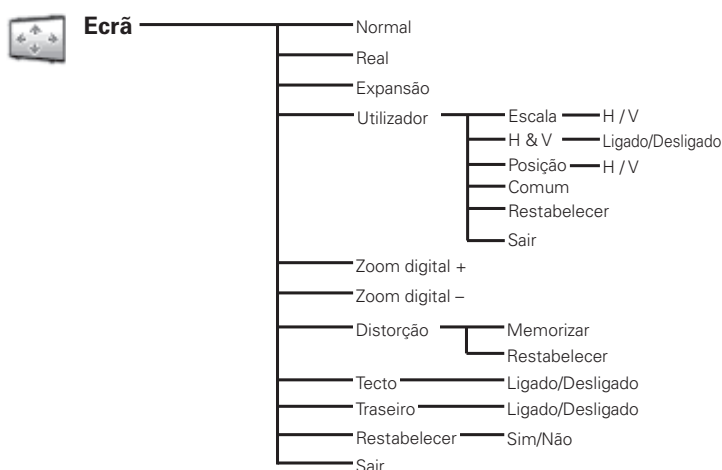 Ecrã
Normal
Real
Expansão
Utilizador
Escala
H / V
H & V
Ligado/Desligado
Posição
H / V
Comum
Restabelecer
Sair
Zoom digital +
Zoom digital –
Distorção
Memorizar
Restabelecer
Tecto
Ligado/Desligado
Traseiro
Ligado/Desligado
Restabelecer
Sim/Não
Sair